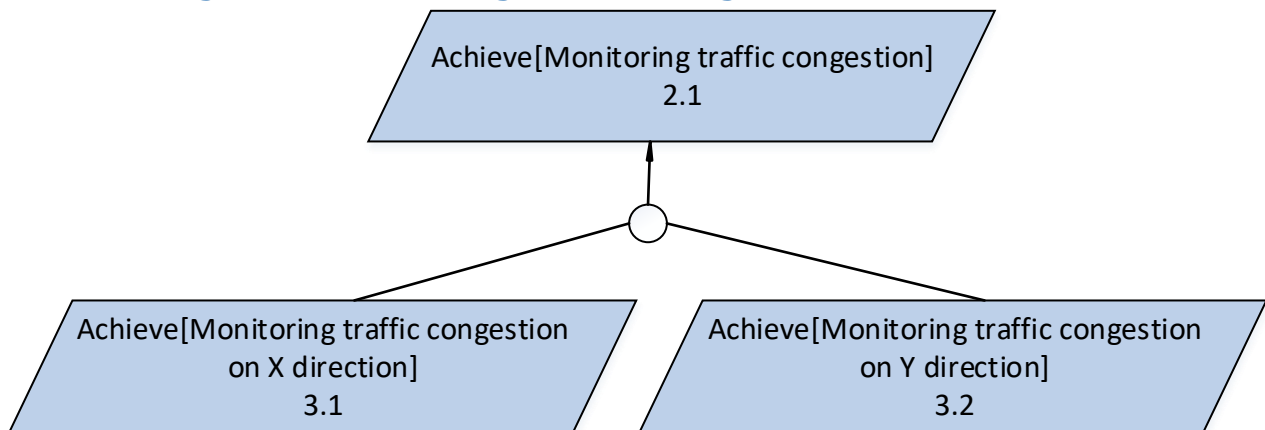 Achieve[Monitoring traffic congestion]
2.1
Achieve[Monitoring traffic congestion
on X direction]
3.1
Achieve[Monitoring traffic congestion
on Y direction]
3.2